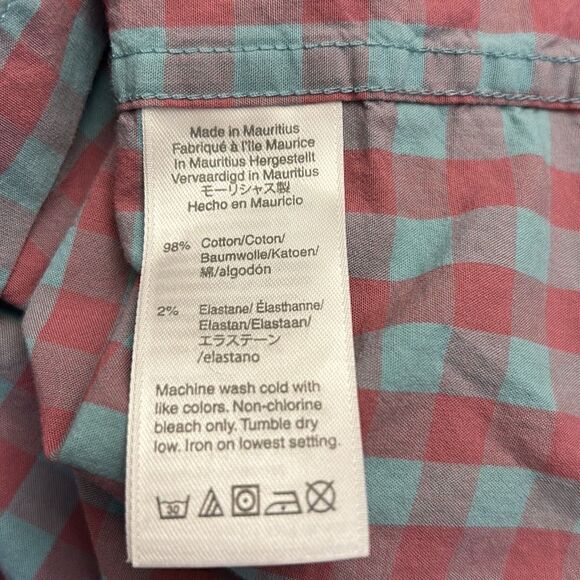 Made in Mauritius
Fabriqué à l'île Maurice
In Mauritius Hergestellt
Vervaardigd in Mauritius
モーリシャス製
Hecho en Mauricio
98% Cotton/Coton/
Baumwolle/Katoen/
綿/algodón
2% Elastane/ Élasthanne/
Elastan/Elastaan/
エラステーン
/elastano
Machine wash cold with
like colors. Non-chlorine
bleach only. Tumble dry
low. Iron on lowest setting.
30